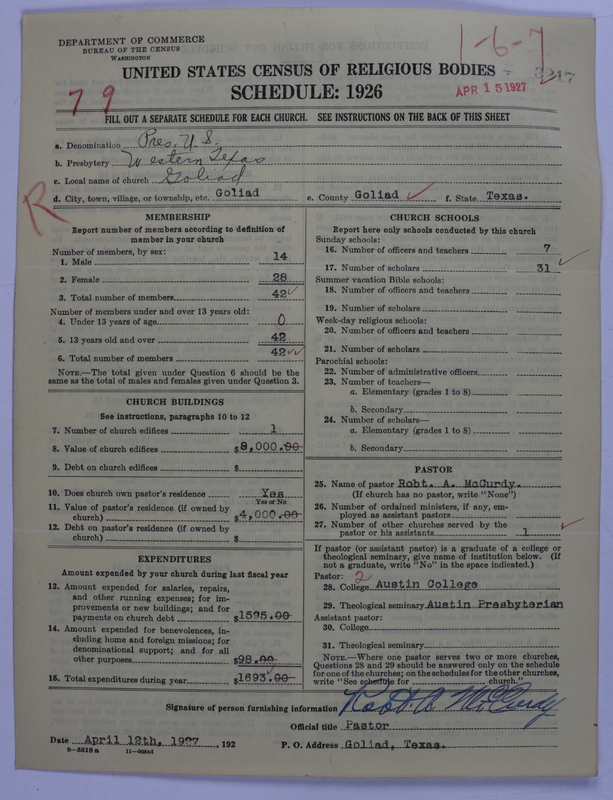 DEPARTMENT OF COMMERCE
BUREAU OF THE CENSUS
WASHINGTON
1-6-7
UNITED STATES CENSUS OF RELIGIOUS BODIES
SCHEDULE: 1926
APR 15 1927
79
FILL OUT A SEPARATE SCHEDULE FOR EACH CHURCH. SEE INSTRUCTIONS ON THE BACK OF THIS SHEET
a. Denomination Pres. U.S.
b. Presbytery Western Texas
c. Local name of church Goliad
d. City, town, village, or township, etc. Goliad e. County Goliad f. State Texas.
R
MEMBERSHIP
Report number of members according to definition of
member in your church
Number of members, by sex:
1. Male 14
2. Female 28
3. Total number of members 42
Number of members under and over 13 years old:
4. Under 13 years of age 0
5. 13 years old and over 42
6. Total number of members 42
NOTE.—The total given under Question 6 should be
same as the total of males and females given under Question 3.
CHURCH BUILDINGS
See instructions, paragraphs 10 to 12
7. Number of church edifices 1
8. Value of church edifices $8,000.00
9. Debt on church edifices $
10. Does church own pastor's residence Yes
Yes or No
11. Value of pastor's residence (if owned by
church) $4,000.00
12. Debt on pastor's residence (if owned by
church) $
EXPENDITURES
Amount expended by your church during last fiscal year
13. Amount expended for salaries, repairs,
and other running expenses; for im-
provements or new buildings; and for
payments on church debt $1595.00
14. Amount expended for benevolences, in-
cluding home and foreign missions; for
denominational support; and for all
other purposes $98.00
15. Total expenditures during year $1693.00
CHURCH SCHOOLS
Report here only schools conducted by this church
Sunday schools:
16. Number of officers and teachers 7
17. Number of scholars 31
Summer vacation Bible schools:
18. Number of officers and teachers
19. Number of scholars
Week-day religious schools:
20. Number of officers and teachers
21. Number of scholars
Parochial schools:
22. Number of administrative officers
23. Number of teachers—
a. Elementary (grades 1 to 8)
b. Secondary
24. Number of scholars—
a. Elementary (grades 1 to 8)
b. Secondary
PASTOR
25. Name of pastor Robt. A. McCurdy.
(If church has no pastor, write "None")
26. Number of ordained ministers, if any, em-
ployed as assistant pastors
27. Number of other churches served by the
pastor or his assistants 1
If pastor (or assistant pastor) is a graduate of a college or
theological seminary, give name of institution below. (If
not a graduate, write "No" in the space indicated.)
Pastor: 2
28. College Austin College
29. Theological seminary Austin Presbyterian
Assistant pastor:
30. College
31. Theological seminary
NOTE.—Where one pastor serves two or more churches,
Questions 28 and 29 should be answered only on the schedule
for one of the churches; on the schedules for the other churches,
write "See schedule for church."
Signature of person furnishing information Robt. A. McCurdy
Official title Pastor
Date April 12th, 1927, 192 P. O. Address Goliad, Texas.
8-5518a 11-9984d